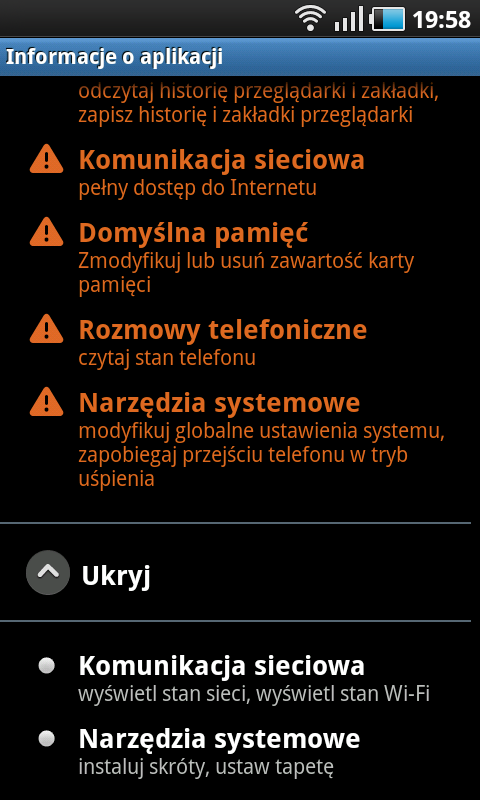 19:58
Informacje o aplikacji
odczytaj historię przeglądarki i zakładki,
zapisz historię i zakładki przeglądarki
Komunikacja sieciowa
pełny dostęp do Internetu
Domyślna pamięć
Zmodyfikuj lub usuń zawartość karty
pamięci
Rozmowy telefoniczne
czytaj stan telefonu
Narzędzia systemowe
modyfikuj globalne ustawienia systemu,
zapobiegaj przejściu telefonu w tryb
uśpienia
Ukryj
Komunikacja sieciowa
wyświetl stan sieci, wyświetl stan Wi-Fi
Narzędzia systemowe
instaluj skróty, ustaw tapetę